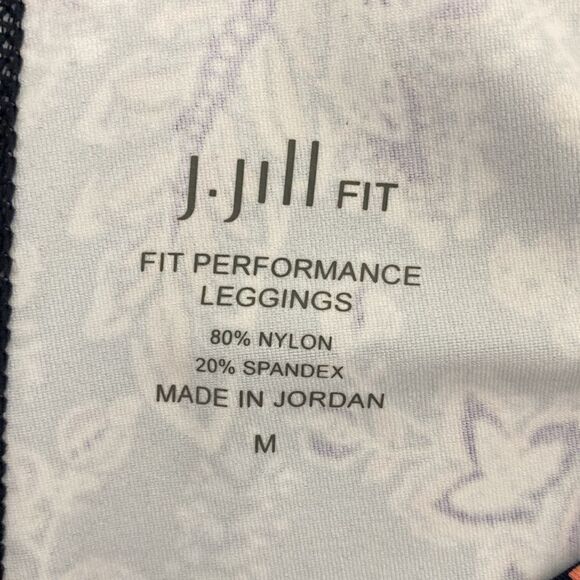 J.Jill FIT
FIT PERFORMANCE
LEGGINGS
80% NYLON
20% SPANDEX
MADE IN JORDAN
M